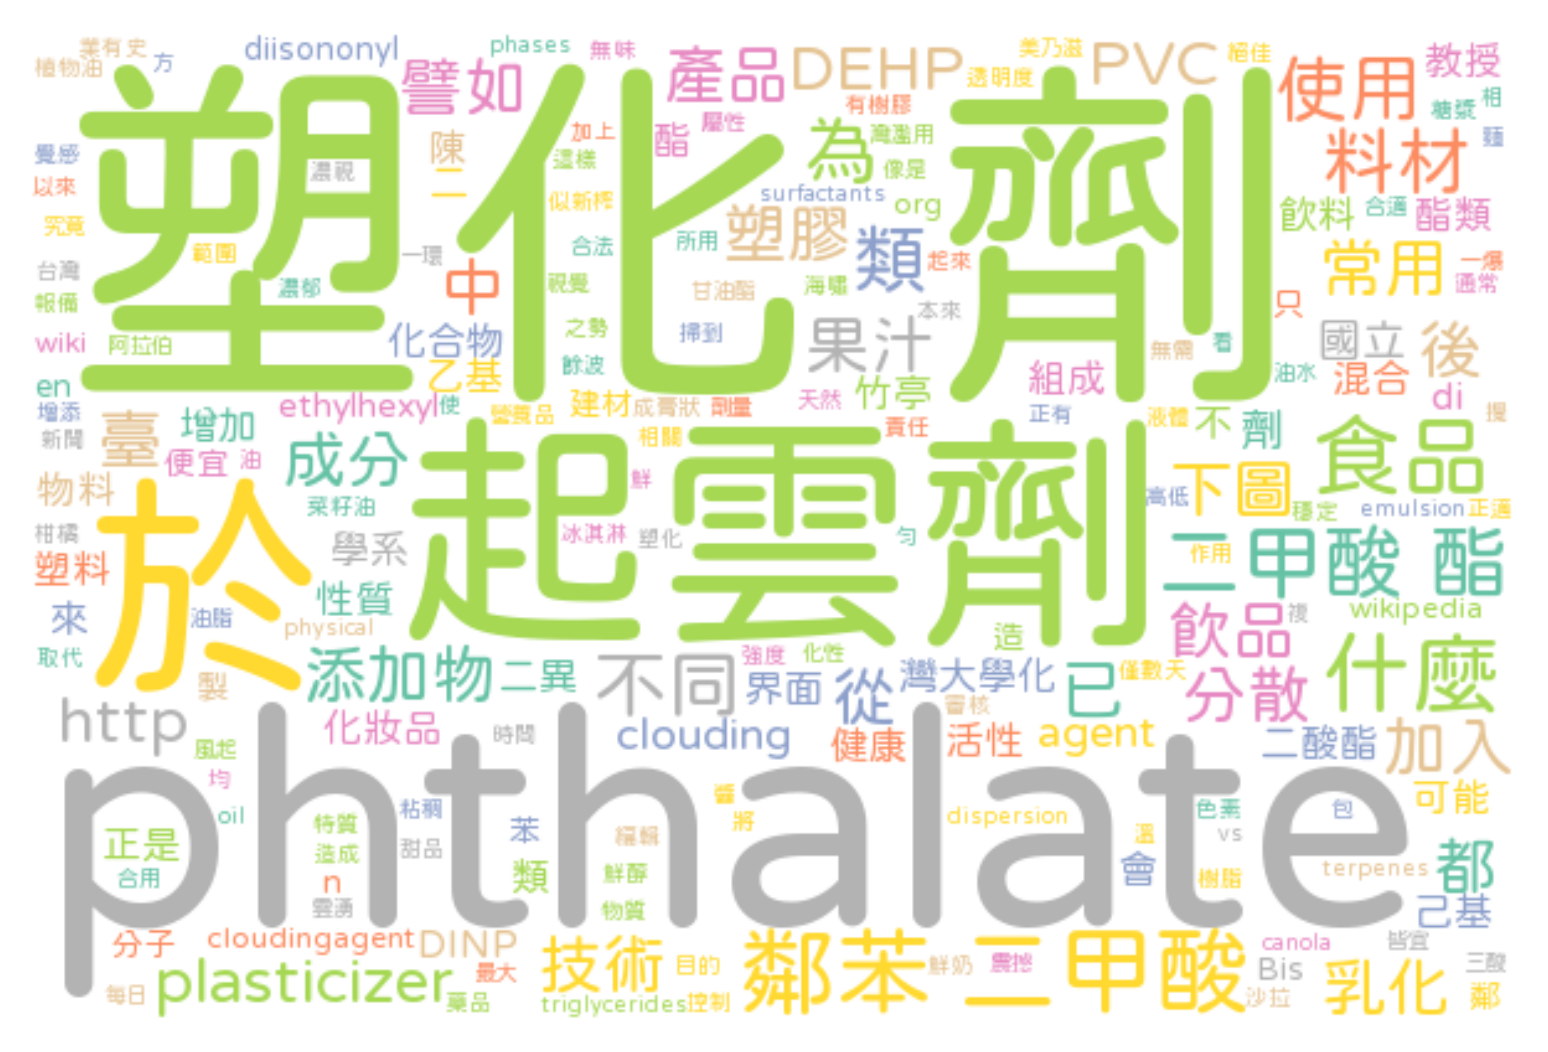 業有史
植物油
方
diisononyl
phases
無味
美乃滋
絕佳
塑化劑
譬如
產品
DEHP
透明度
PVC
使用
教授
糖漿
相
有樹膠
屬性
酯
加上
這樣
為
灣濫用
像是
料材
麵
覺感
以來
究竟
濃視
陳
二
似新榨
surfactants
org
飲料
合適
酯類
範圍
一環
中
合法
所用
塑膠
類
起來
常用
一爆
通常
台灣
報備
濃郁
視覺
甘油酯
海嘯
本來
只
wiki
阿拉伯
化合物
之勢
掃到
果汁
無需
看
國立
後
en
乙基
餘波
組成
油水
混合
增添
ethylhexyl
使
營養品
建材
成膏狀
劑量
天然
竹亭
正有
液體
不
di
新聞
臺
增加
相關
責任
劑
便宜
油
成分
起雲劑
食品
物料
菜籽油
於
鮮
高低
下圖
穩定
emulsion
正適
柑橘
塑料
學系
冰淇淋
塑化
勻
作用
二甲酸 酯
來
油脂
性質
physical
造
飲品
複
wikipedia
取代
製
添加物
二異
不同
強度
化性
界面
從
灣大學化
已
僅數天
分散
什麼
http
化妝品
時間
clouding
審核
健康
活性
agent
二酸酯
加入
風起
均
phthalate
oil
特質
粘稠
苯
醬
將
編輯
dispersion
色素
vs
溫
包
可能
正是
合用
造成
甜品
n
雲湧
類
鮮醇
物質
會
樹脂
terpenes
都
己基
分子
cloudingagent
DINP
技術
目的
鄰苯二甲酸
鮮奶
震撼
canola
皆宜
Bis
三酸
每日
plasticizer
最大
藥品
triglycerides
控制
沙拉
乳化
鄰